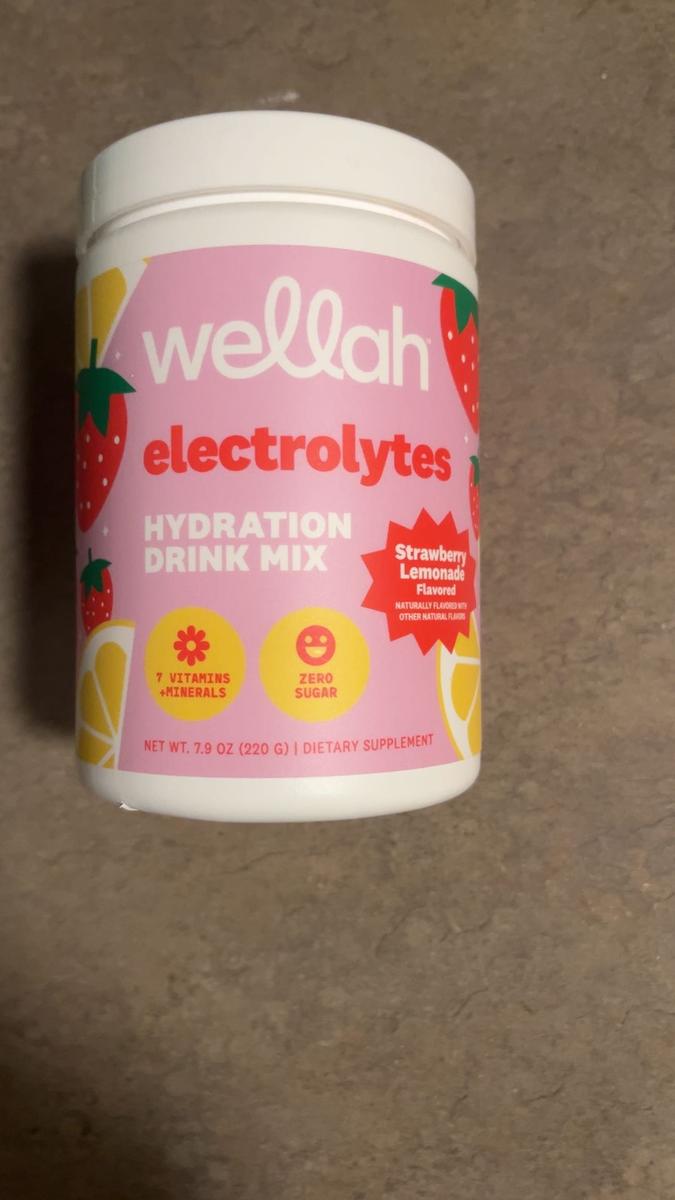 wellah™
electrolytes
HYDRATION
DRINK MIX
Strawberry
Lemonade
Flavored
NATURALLY FLAVORED WITH
OTHER NATURAL FLAVORS
7 VITAMINS
+MINERALS
ZERO
SUGAR
NET WT. 7.9 OZ (220 G) | DIETARY SUPPLEMENT